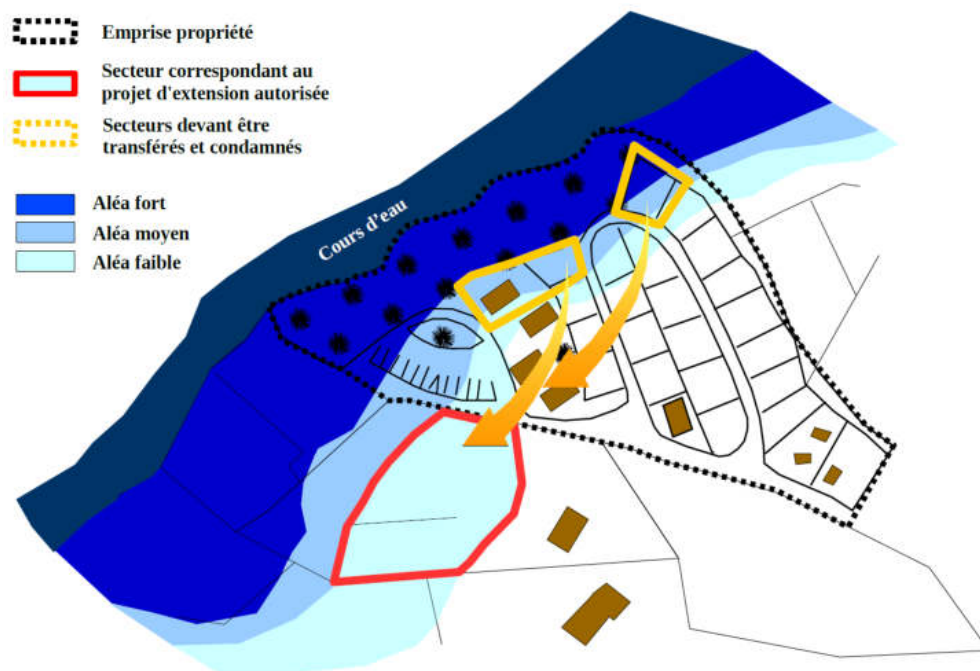 Emprise propriété
Secteur correspondant au
projet d'extension autorisée
Secteurs devant être
transférés et condamnés
Aléa fort
Aléa moyen
Aléa faible
Cours d'eau